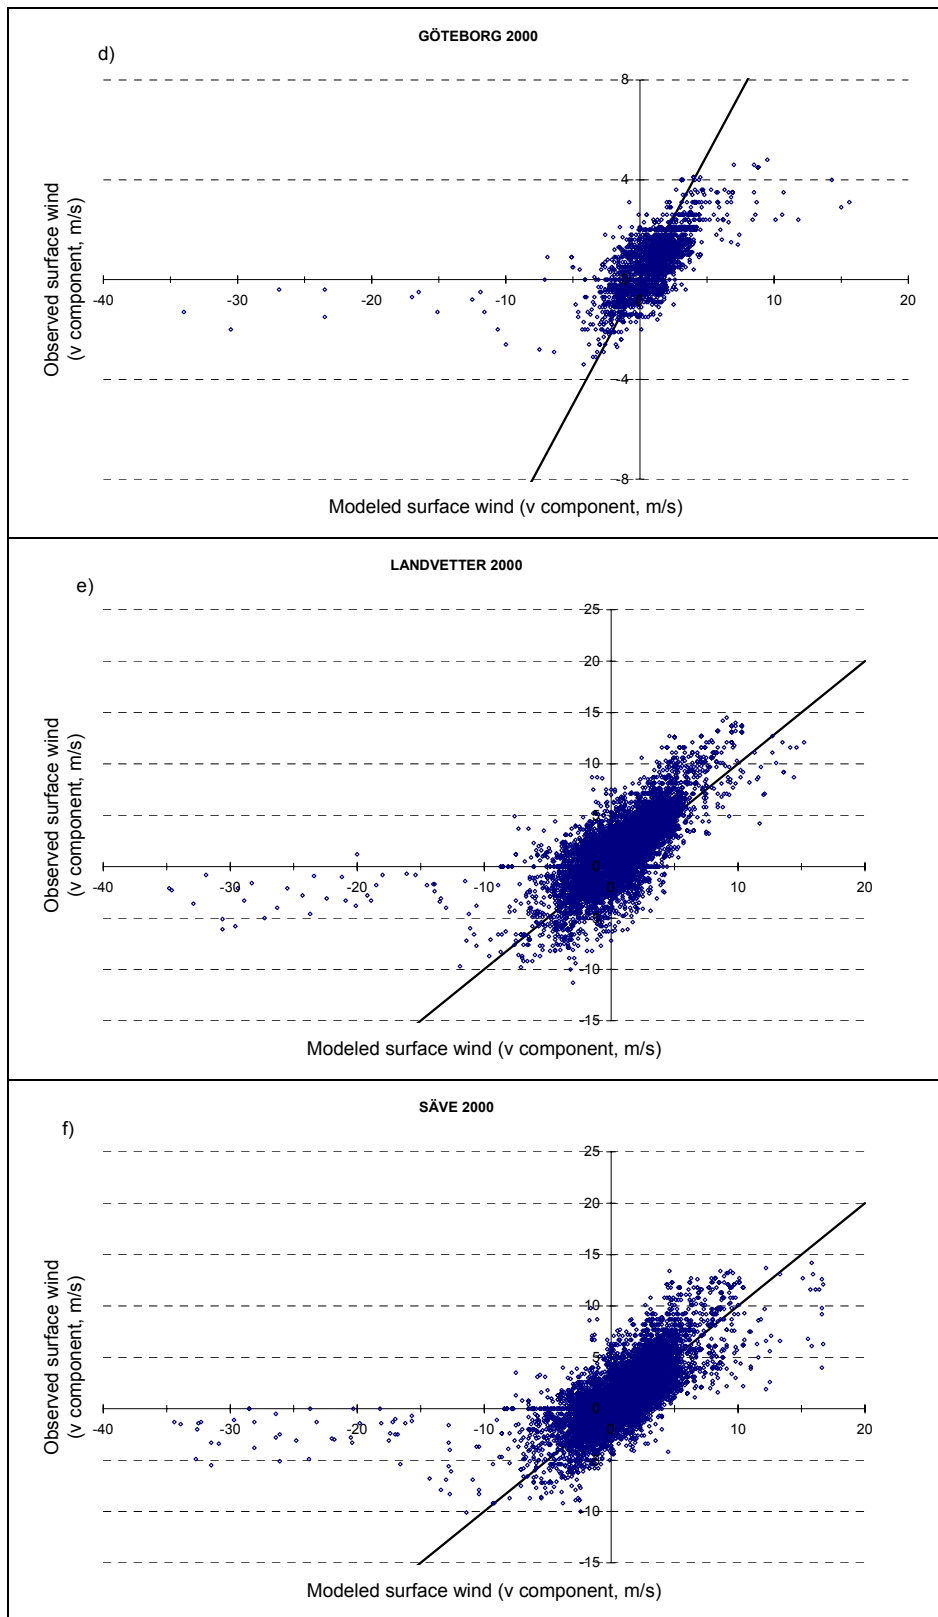 GÖTEBORG 2000
d)
8
4
0
-4
-8
-40 -30 -20 -10 0 10 20
Observed surface wind
(v component, m/s)
Modeled surface wind (v component, m/s)
LANDVETTER 2000
e)
25
20
15
10
5
0
-5
-10
-15
-40 -30 -20 -10 0 10 20
Observed surface wind
(v component, m/s)
Modeled surface wind (v component, m/s)
SÄVE 2000
f)
25
20
15
10
5
0
-5
-10
-15
-40 -30 -20 -10 0 10 20
Observed surface wind
(v component, m/s)
Modeled surface wind (v component, m/s)